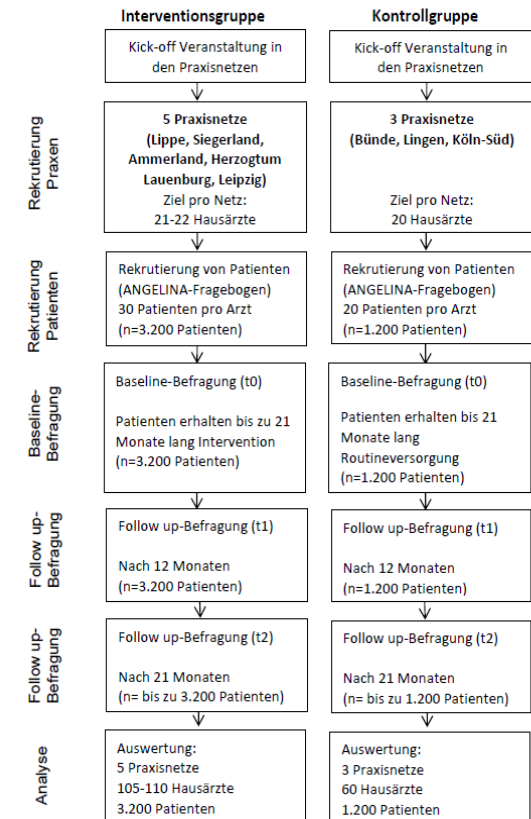 Interventionsgruppe
Kontrollgruppe
Kick-off Veranstaltung in
den Praxisnetzen
Kick-off Veranstaltung in
den Praxisnetzen
Rekrutierung
Praxen
5 Praxisnetze
(Lippe, Siegerland,
Ammerland, Herzogtum
Lauenburg, Leipzig)
Ziel pro Netz:
21-22 Hausärzte
3 Praxisnetze
(Bünde, Lingen, Köln-Süd)
Ziel pro Netz:
20 Hausärzte
Rekrutierung
Patienten
Rekrutierung von Patienten
(ANGELINA-Fragebogen)
30 Patienten pro Arzt
(n=3.200 Patienten)
Rekrutierung von Patienten
(ANGELINA-Fragebogen)
20 Patienten pro Arzt
(n=1.200 Patienten)
Baseline-
Befragung
Baseline-Befragung (t0)
Patienten erhalten bis zu 21
Monate lang Intervention
(n=3.200 Patienten)
Baseline-Befragung (t0)
Patienten erhalten bis 21
Monate lang
Routineversorgung
(n=1.200 Patienten)
Follow up-
Befragung
Follow up-Befragung (t1)
Nach 12 Monaten
(n=3.200 Patienten)
Follow up-Befragung (t1)
Nach 12 Monaten
(n=1.200 Patienten)
Follow up-
Befragung
Follow up-Befragung (t2)
Nach 21 Monaten
(n= bis zu 3.200 Patienten)
Follow up-Befragung (t2)
Nach 21 Monaten
(n= bis zu 1.200 Patienten)
Analyse
Auswertung:
5 Praxisnetze
105-110 Hausärzte
3.200 Patienten
Auswertung:
3 Praxisnetze
60 Hausärzte
1.200 Patienten